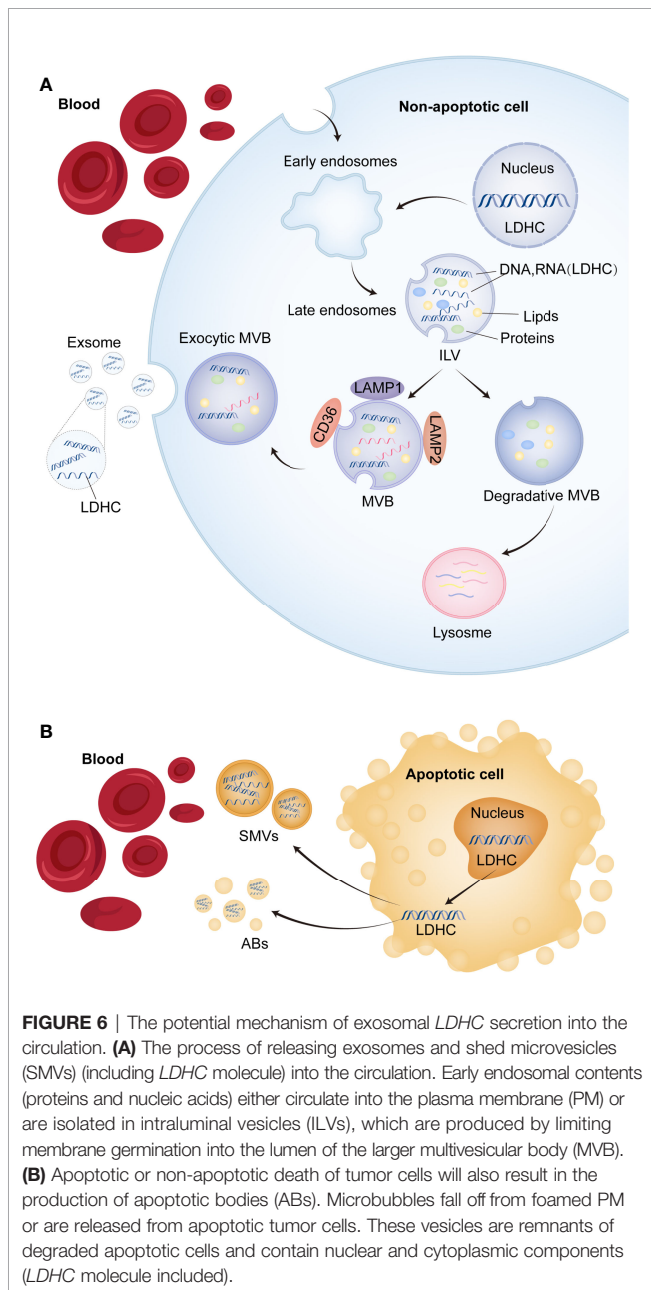 A
Blood
Non-apoptotic cell
Early endosomes
Nucleus
LDHC
DNA,RNA(LDHC)
Late endosomes
Lipds
Exocytic MVB
Proteins
ILV
Exsome
LAMP1
CD36
LAMP2
MVB
Degradative MVB
LDHC
Lysosme
B
Blood
Apoptotic cell
Nucleus
SMVs
LDHC
LDHC
ABs
FIGURE 6 | The potential mechanism of exosomal LDHC secretion into the
circulation. (A) The process of releasing exosomes and shed microvesicles
(SMVs) (including LDHC molecule) into the circulation. Early endosomal contents
(proteins and nucleic acids) either circulate into the plasma membrane (PM) or
are isolated in intraluminal vesicles (ILVs), which are produced by limiting
membrane germination into the lumen of the larger multivesicular body (MVB).
(B) Apoptotic or non-apoptotic death of tumor cells will also result in the
production of apoptotic bodies (ABs). Microbubbles fall off from foamed PM
or are released from apoptotic tumor cells. These vesicles are remnants of
degraded apoptotic cells and contain nuclear and cytoplasmic components
(LDHC molecule included).